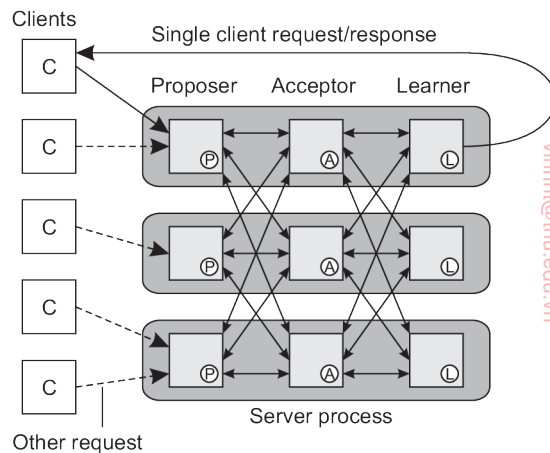 Clients
Single client request/response
C
Proposer Acceptor Learner
C
P A L
C
P A L
C
C
P A L
Server process
Other request